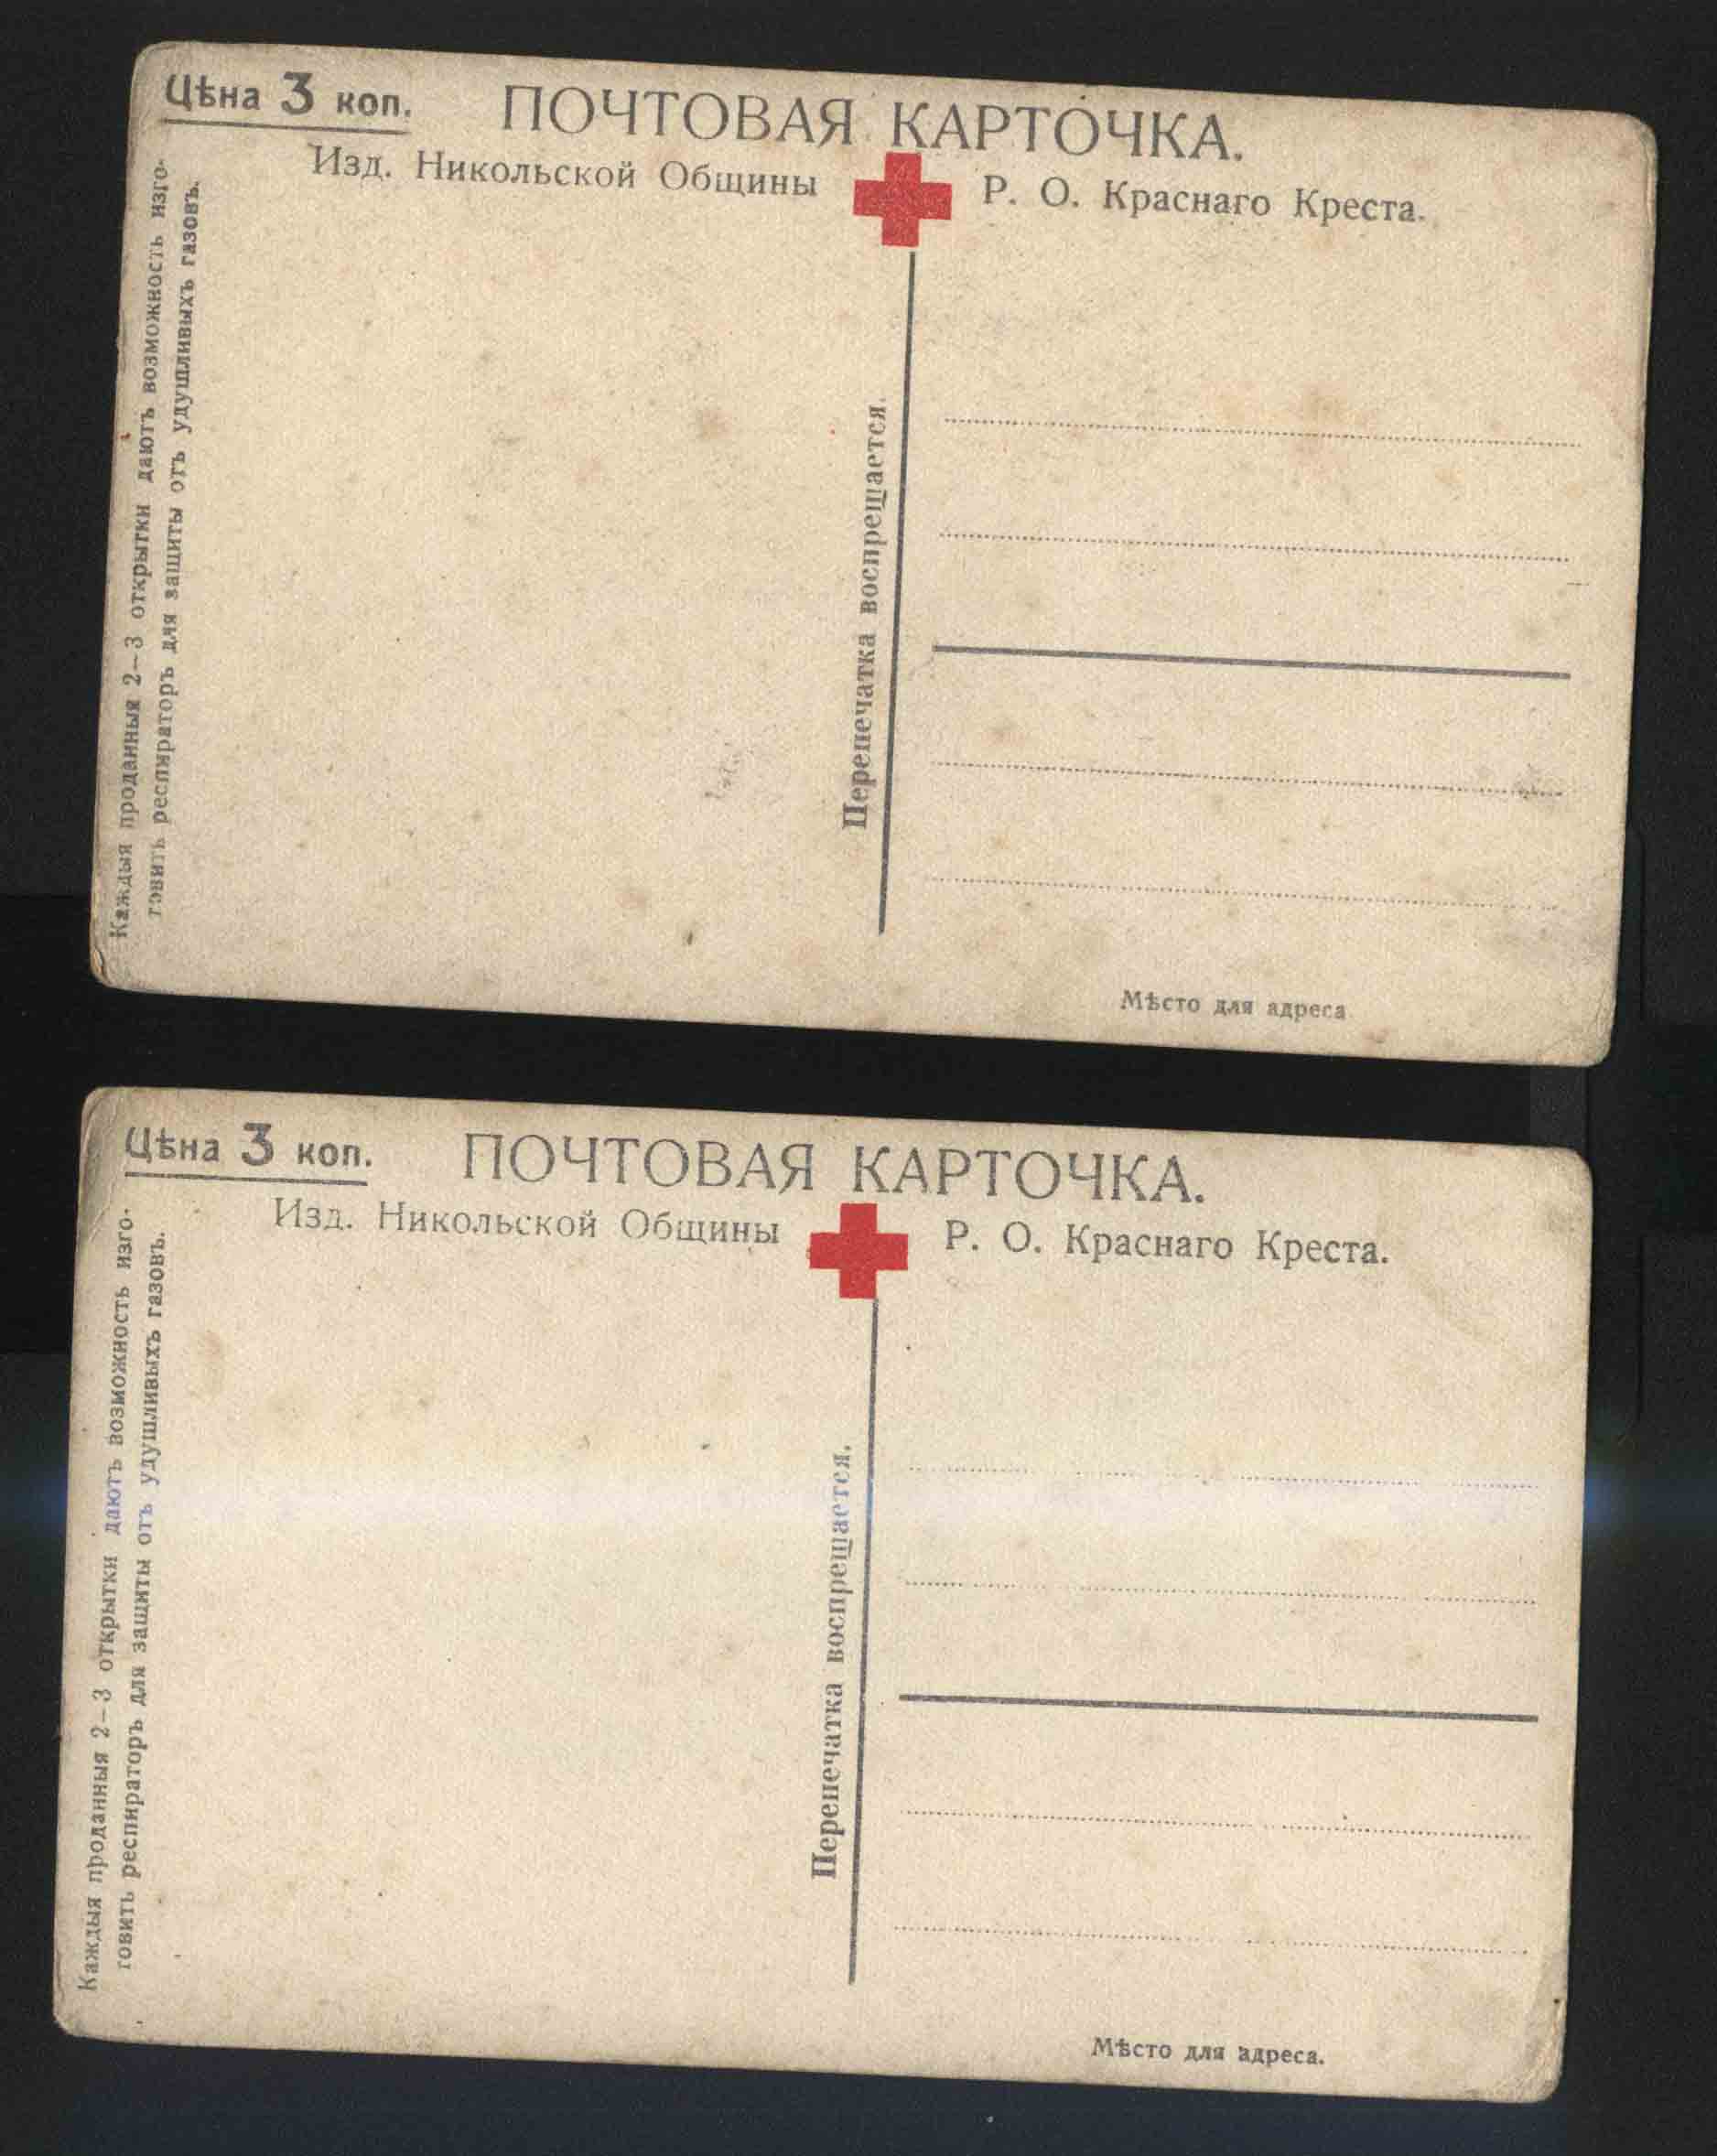 Цѣна 3 коп.
ПОЧТОВАЯ КАРТОЧКА.
Изд. Никольской Общины Р. О. Краснаго Креста.
Каждыя проданныя 2–3 открытки даютъ возможность изго-
товить респираторъ для защиты отъ удушливыхъ газовъ.
Перепечатка воспрещается.
Мѣсто для адреса
Цѣна 3 коп.
ПОЧТОВАЯ КАРТОЧКА.
Изд. Никольской Общины Р. О. Краснаго Креста.
Каждыя проданныя 2–3 открытки даютъ возможность изго-
товить респираторъ для защиты отъ удушливыхъ газовъ.
Перепечатка воспрещается.
Мѣсто для адреса.